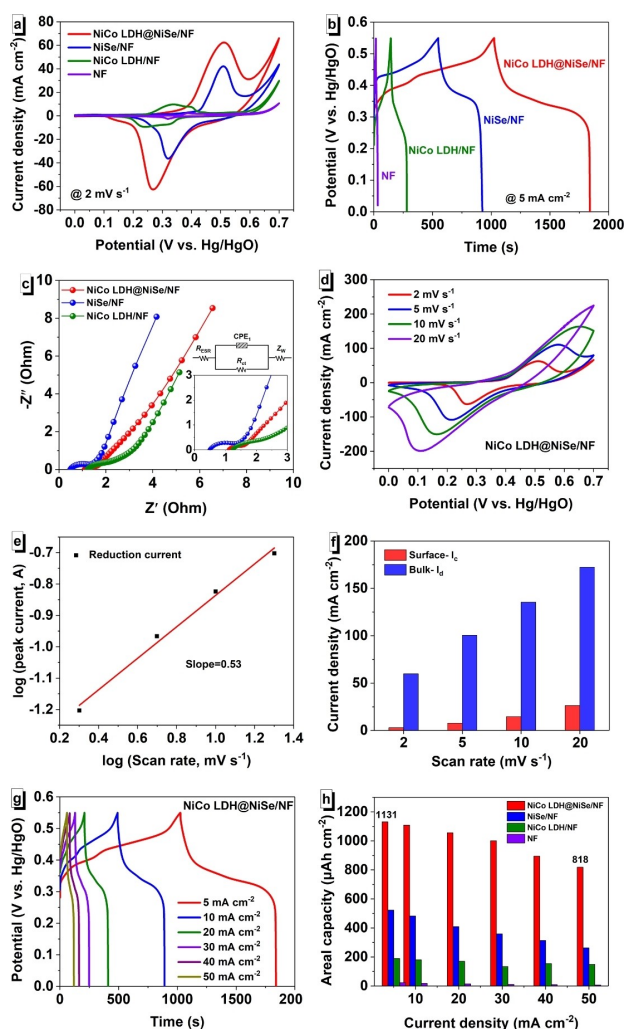 a
NiCo LDH@NiSe/NF
NiSe/NF
NiCo LDH/NF
NF
@ 2 mV s⁻¹
80
60
40
20
0
-20
-40
-60
-80
Current density (mA cm⁻²)
0.0 0.1 0.2 0.3 0.4 0.5 0.6 0.7
Potential (V vs. Hg/HgO)
b
NiCo LDH@NiSe/NF
NiSe/NF
NiCo LDH/NF
NF
@ 5 mA cm⁻²
0.6
0.5
0.4
0.3
0.2
0.1
0.0
Potential (V vs. Hg/HgO)
0 500 1000 1500 2000
Time (s)
c
NiCo LDH@NiSe/NF
NiSe/NF
NiCo LDH/NF
CPE₁
R_ESR
R_ct
Z_W
3
2
1
0
0 1 2 3
-10
-8
-6
-4
-2
0
-Z″ (Ohm)
0 2 4 6 8 10
Z′ (Ohm)
d
2 mV s⁻¹
5 mV s⁻¹
10 mV s⁻¹
20 mV s⁻¹
NiCo LDH@NiSe/NF
300
200
100
0
-100
-200
Current density (mA cm⁻²)
0.0 0.1 0.2 0.3 0.4 0.5 0.6 0.7
Potential (V vs. Hg/HgO)
e
Reduction current
Slope=0.53
-0.7
-0.8
-0.9
-1.0
-1.1
-1.2
log (peak current, A)
0.2 0.4 0.6 0.8 1.0 1.2 1.4
log (Scan rate, mV s⁻¹)
f
Surface- I_c
Bulk- I_d
200
150
100
50
0
Current density (mA cm⁻²)
2 5 10 20
Scan rate (mV s⁻¹)
g
NiCo LDH@NiSe/NF
5 mA cm⁻²
10 mA cm⁻²
20 mA cm⁻²
30 mA cm⁻²
40 mA cm⁻²
50 mA cm⁻²
0.6
0.5
0.4
0.3
0.2
0.1
0.0
Potential (V vs. Hg/HgO)
0 500 1000 1500 200
Time (s)
h
NiCo LDH@NiSe/NF
NiSe/NF
NiCo LDH/NF
NF
1131
818
1400
1200
1000
800
600
400
200
0
Areal capacity (µAh cm⁻²)
10 20 30 40 50
Current density (mA cm⁻²)